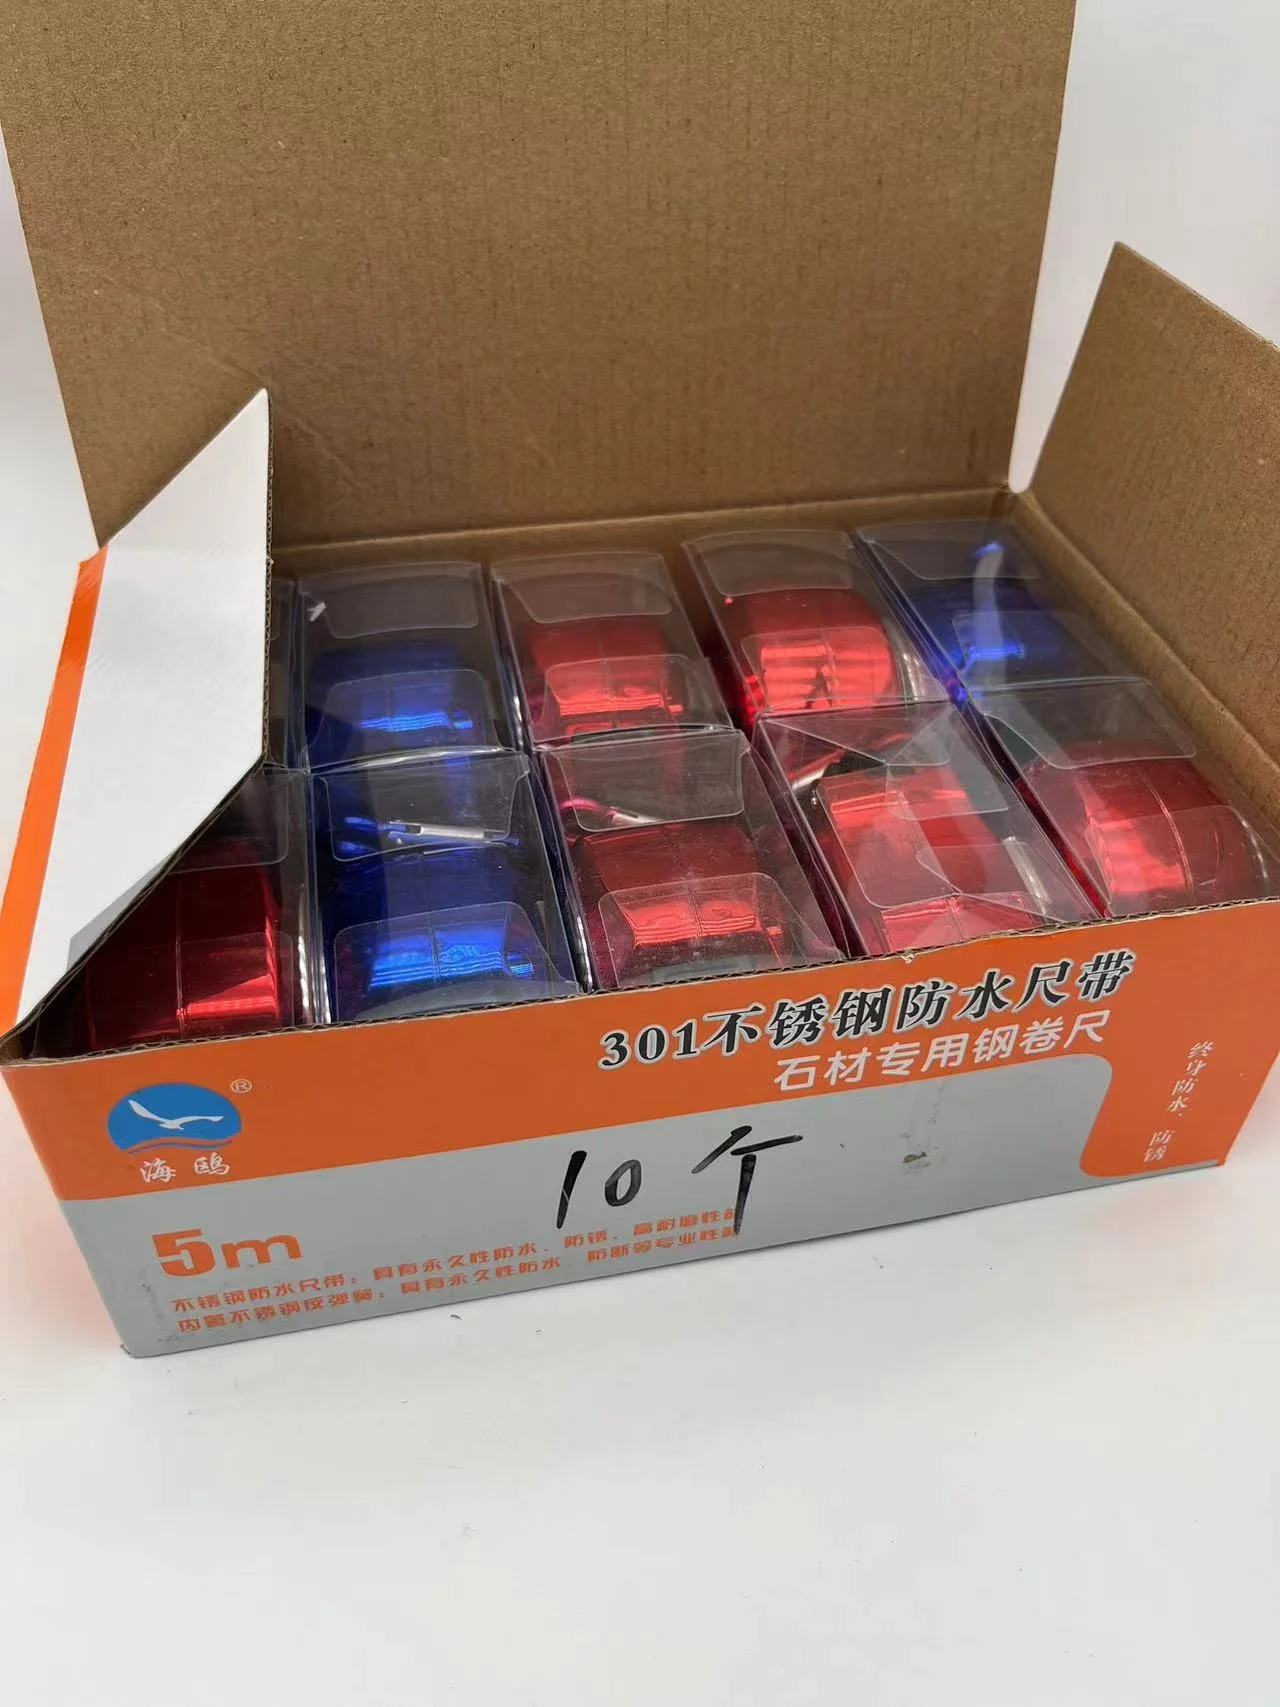 301不锈钢防水尺带
石材专用钢卷尺
终身防水、防锈
®
海鸥
10个
5m
不锈钢防水尺带：具有永久性防水、防锈、高耐磨性能
内置不锈钢反弹簧：具有永久性防水、防断等专业性能